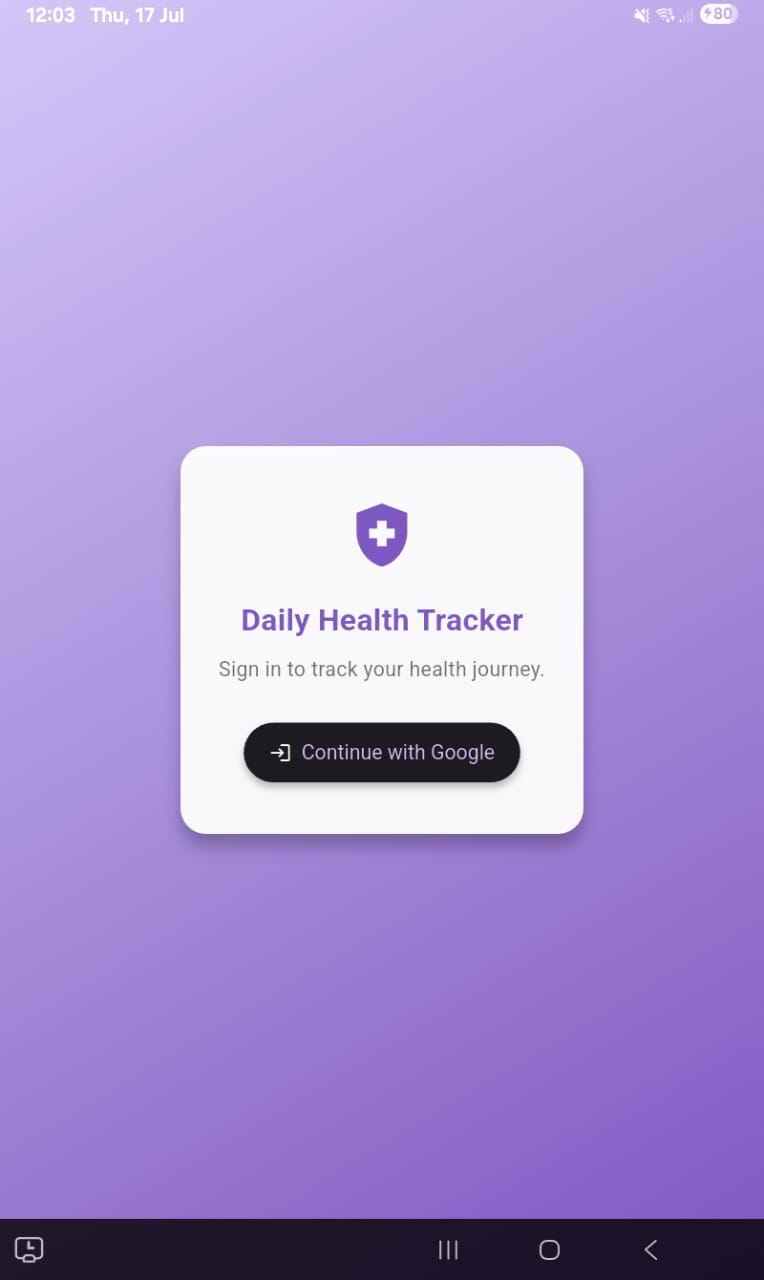 12:03 Thu, 17 Jul 80
Daily Health Tracker
Sign in to track your health journey.
Continue with Google